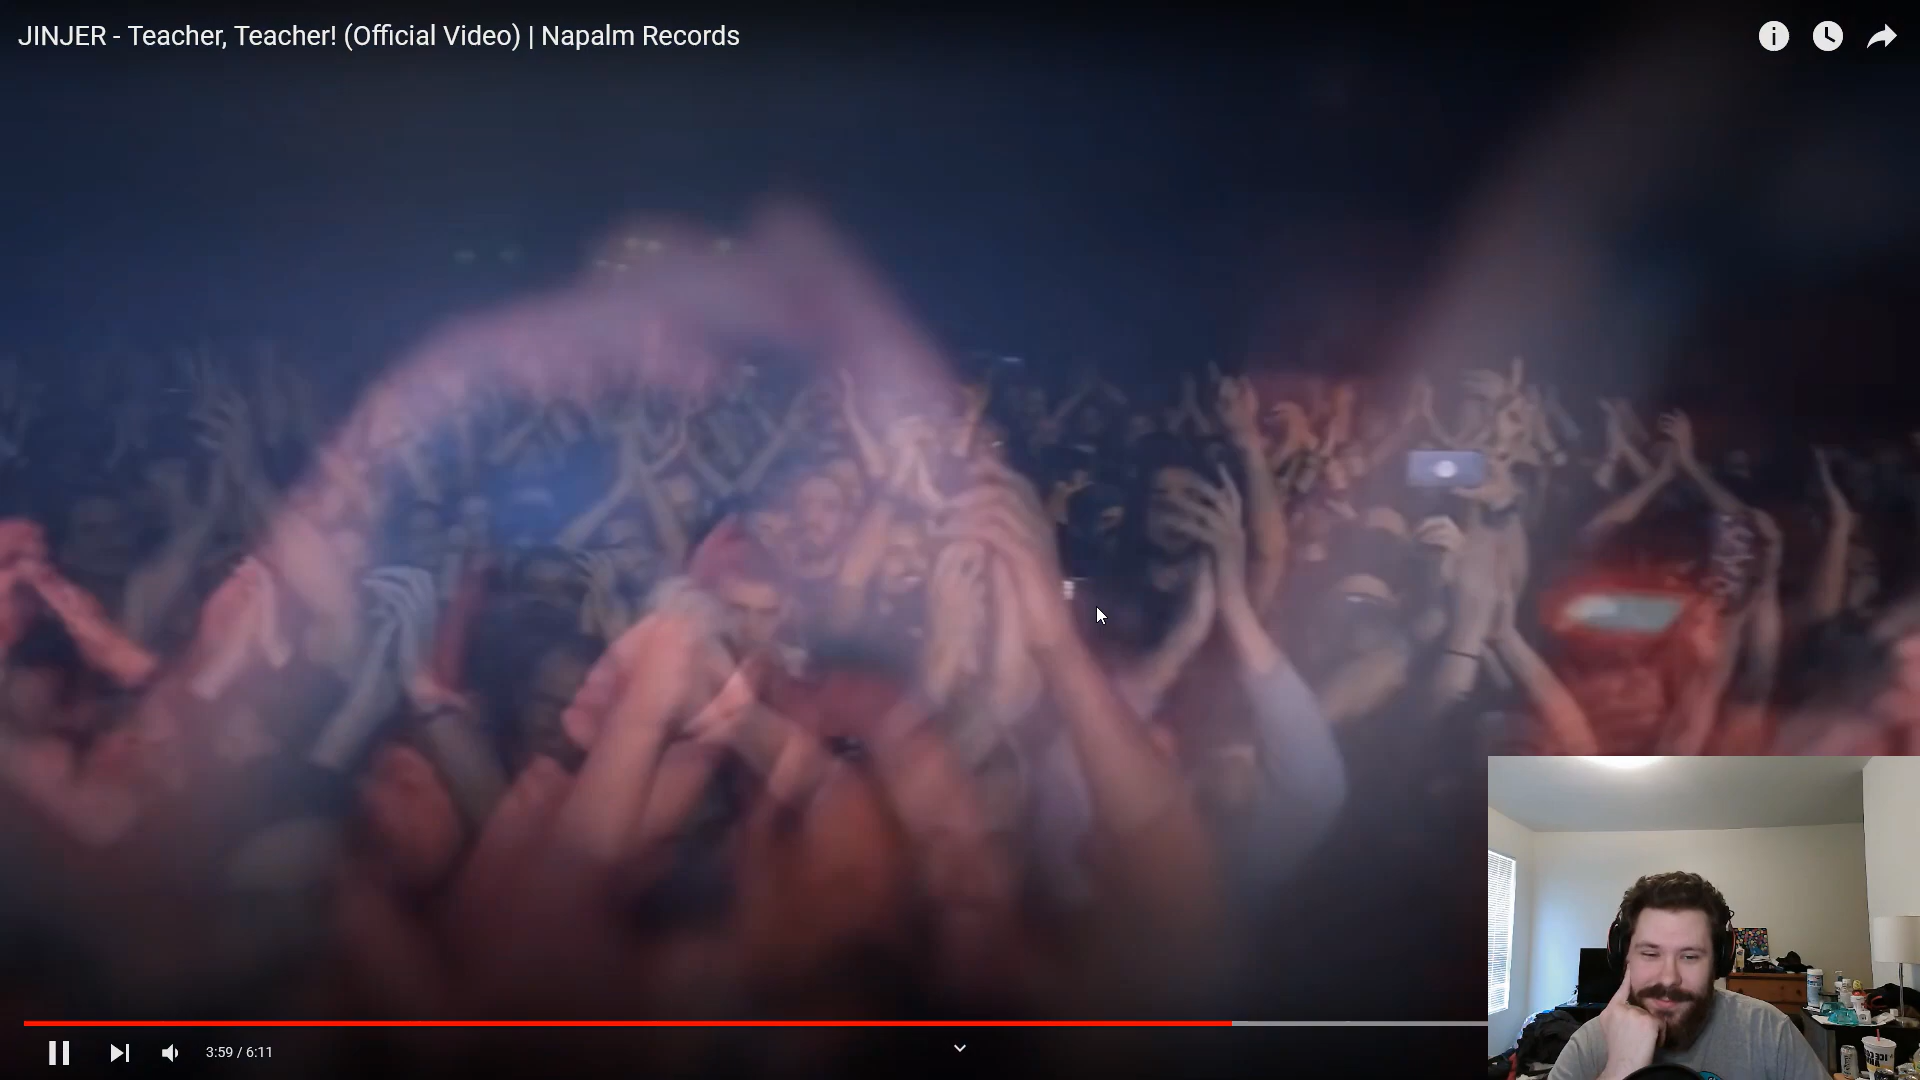 JINJER - Teacher, Teacher! (Official Video) | Napalm Records
3:59 / 6:11